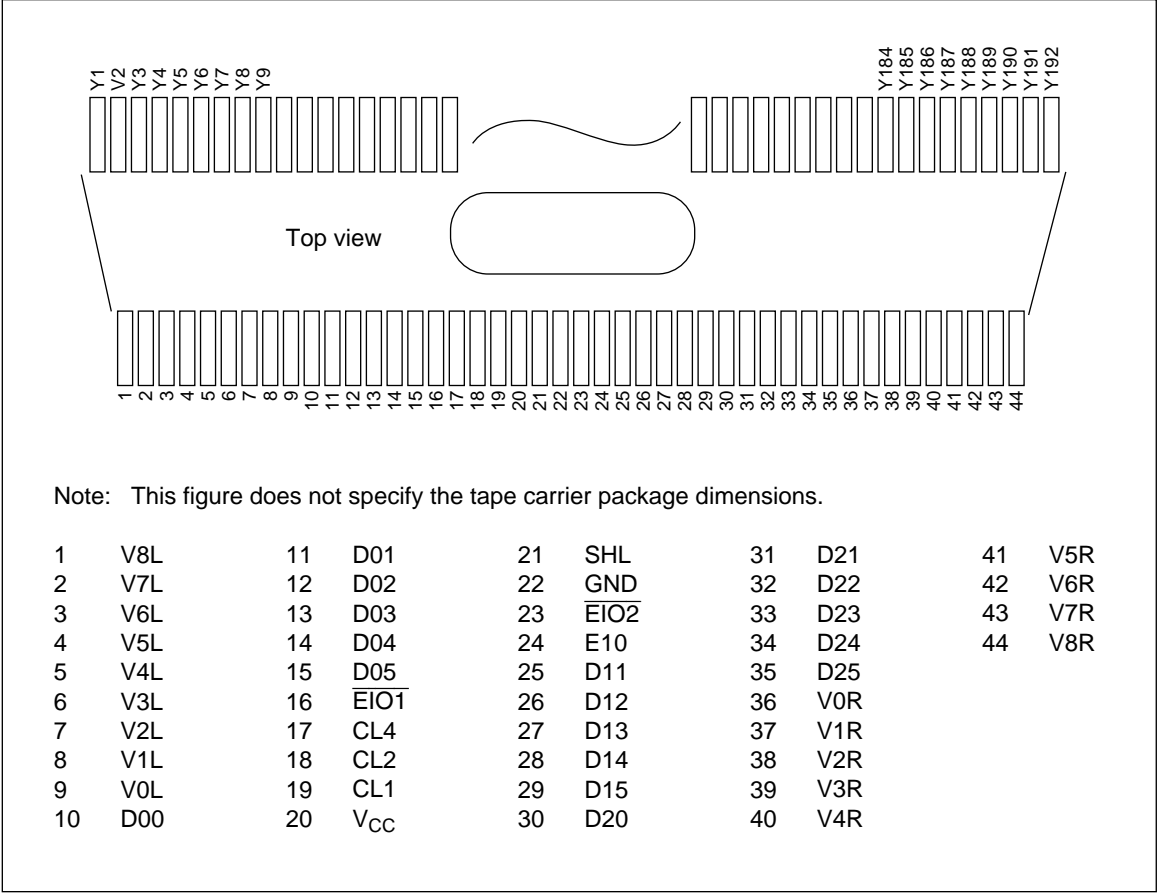 Y1 V2 Y3 Y4 Y5 Y6 Y7 Y8 Y9 Y184 Y185 Y186 Y187 Y188 Y189 Y190 Y191 Y192
Top view
1 2 3 4 5 6 7 8 9 10 11 12 13 14 15 16 17 18 19 20 21 22 23 24 25 26 27 28 29 30 31 32 33 34 35 36 37 38 39 40 41 42 43 44
Note: This figure does not specify the tape carrier package dimensions.
1 V8L 11 D01 21 SHL 31 D21 41 V5R
2 V7L 12 D02 22 GND 32 D22 42 V6R
3 V6L 13 D03 23 E̅I̅O̅2̅ 33 D23 43 V7R
4 V5L 14 D04 24 E10 34 D24 44 V8R
5 V4L 15 D05 25 D11 35 D25
6 V3L 16 E̅I̅O̅1̅ 26 D12 36 V0R
7 V2L 17 CL4 27 D13 37 V1R
8 V1L 18 CL2 28 D14 38 V2R
9 V0L 19 CL1 29 D15 39 V3R
10 D00 20 VCC 30 D20 40 V4R